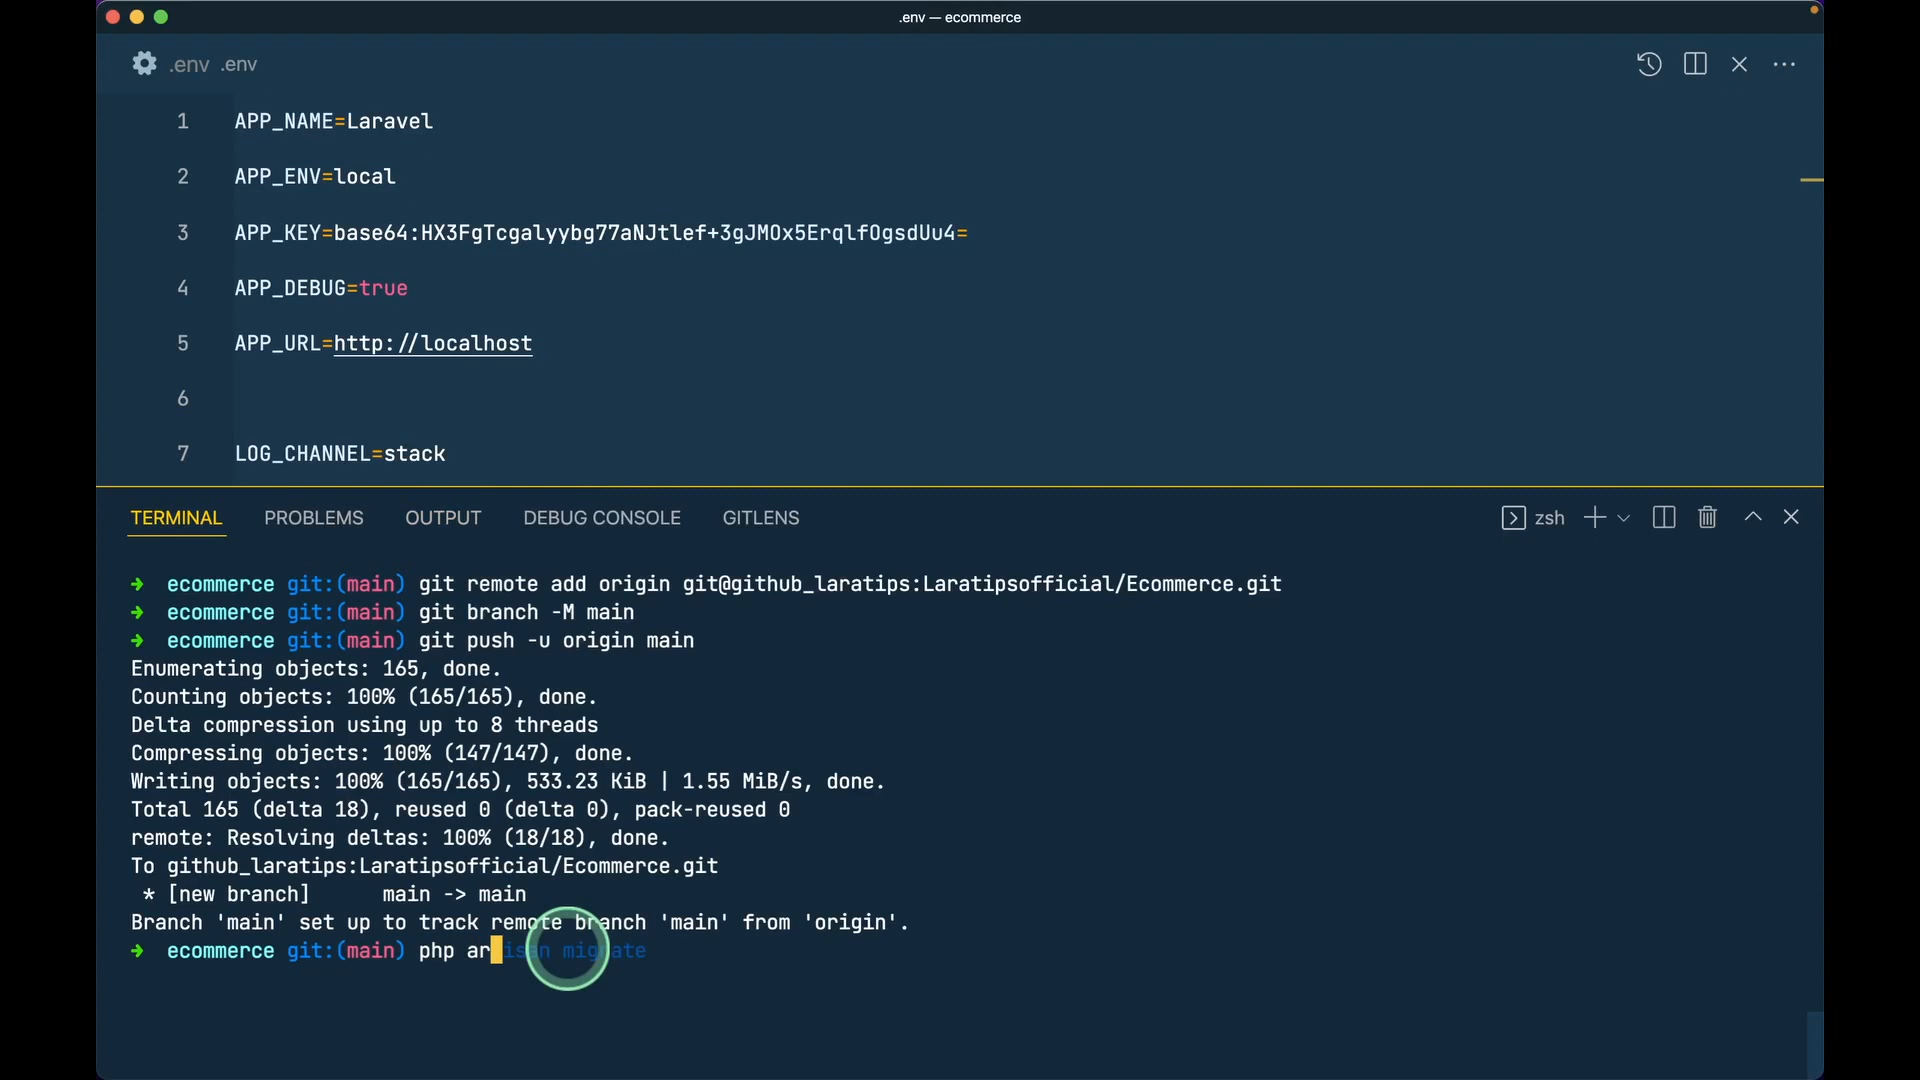 .env — ecommerce
.env .env
1 APP_NAME=Laravel
2 APP_ENV=local
3 APP_KEY=base64:HX3FgTcgalyybg77aNJtlef+3gJMOx5ErqlfOgsdUu4=
4 APP_DEBUG=true
5 APP_URL=http://localhost
6
7 LOG_CHANNEL=stack
TERMINAL PROBLEMS OUTPUT DEBUG CONSOLE GITLENS zsh
➜ ecommerce git:(main) git remote add origin git@github_laratips:Laratipsofficial/Ecommerce.git
➜ ecommerce git:(main) git branch -M main
➜ ecommerce git:(main) git push -u origin main
Enumerating objects: 165, done.
Counting objects: 100% (165/165), done.
Delta compression using up to 8 threads
Compressing objects: 100% (147/147), done.
Writing objects: 100% (165/165), 533.23 KiB | 1.55 MiB/s, done.
Total 165 (delta 18), reused 0 (delta 0), pack-reused 0
remote: Resolving deltas: 100% (18/18), done.
To github_laratips:Laratipsofficial/Ecommerce.git
 * [new branch]      main -> main
Branch 'main' set up to track remote branch 'main' from 'origin'.
➜ ecommerce git:(main) php artisan migrate